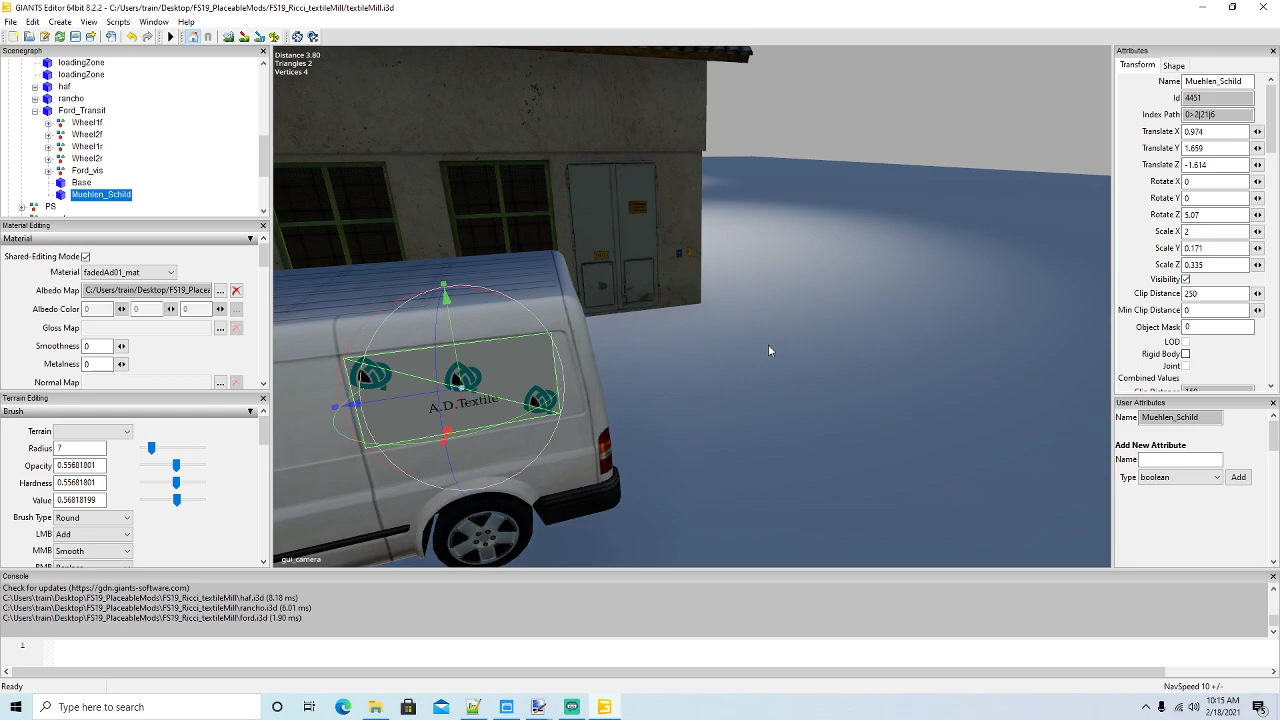 GIANTS Editor 64bit 8.2.2 - C:/Users/train/Desktop/FS19_PlaceableMods/FS19_Ricci_textileMill/textileMill.i3d
File Edit Create View Scripts Window Help
Scenegraph
loadingZone
loadingZone
haf
rancho
Ford_Transit
Wheel1f
Wheel2f
Wheel1r
Wheel2r
Ford_vis
Base
Muehlen_Schild
PS
Material Editing
Material
Shared-Editing Mode
Material fadedAd01_mat
Albedo Map C:/Users/train/Desktop/FS19_Place
Albedo Color 0 0 0
Gloss Map
Smoothness 0
Metalness 0
Normal Map
Terrain Editing
Brush
Terrain
Radius 7
Opacity 0.55681801
Hardness 0.55681801
Value 0.56818199
Brush Type Round
LMB Add
MMB Smooth
Distance 3.80
Triangles 2
Vertices 4
A.D.Textile
gui_camera
Attributes
Transform Shape
Name Muehlen_Schild
Id 4451
Index Path 0>2|21|6
Translate X 0.974
Translate Y 1.659
Translate Z -1.614
Rotate X 0
Rotate Y 0
Rotate Z 5.07
Scale X 2
Scale Y 0.171
Scale Z 0.335
Visibility
Clip Distance 250
Min Clip Distance 0
Object Mask 0
LOD
Rigid Body
Joint
Combined Values
User Attributes
Name Muehlen_Schild
Add New Attribute
Name
Type boolean Add
Console
Check for updates (https://gdn.giants-software.com)
C:\Users\train\Desktop\FS19_PlaceableMods\FS19_Ricci_textileMill\haf.i3d (8.18 ms)
C:\Users\train\Desktop\FS19_PlaceableMods\FS19_Ricci_textileMill\rancho.i3d (6.01 ms)
C:\Users\train\Desktop\FS19_PlaceableMods\FS19_Ricci_textileMill\ford.i3d (1.90 ms)
1
Ready
NavSpeed 10 +/-
Type here to search
10:15 AM
2/18/2021